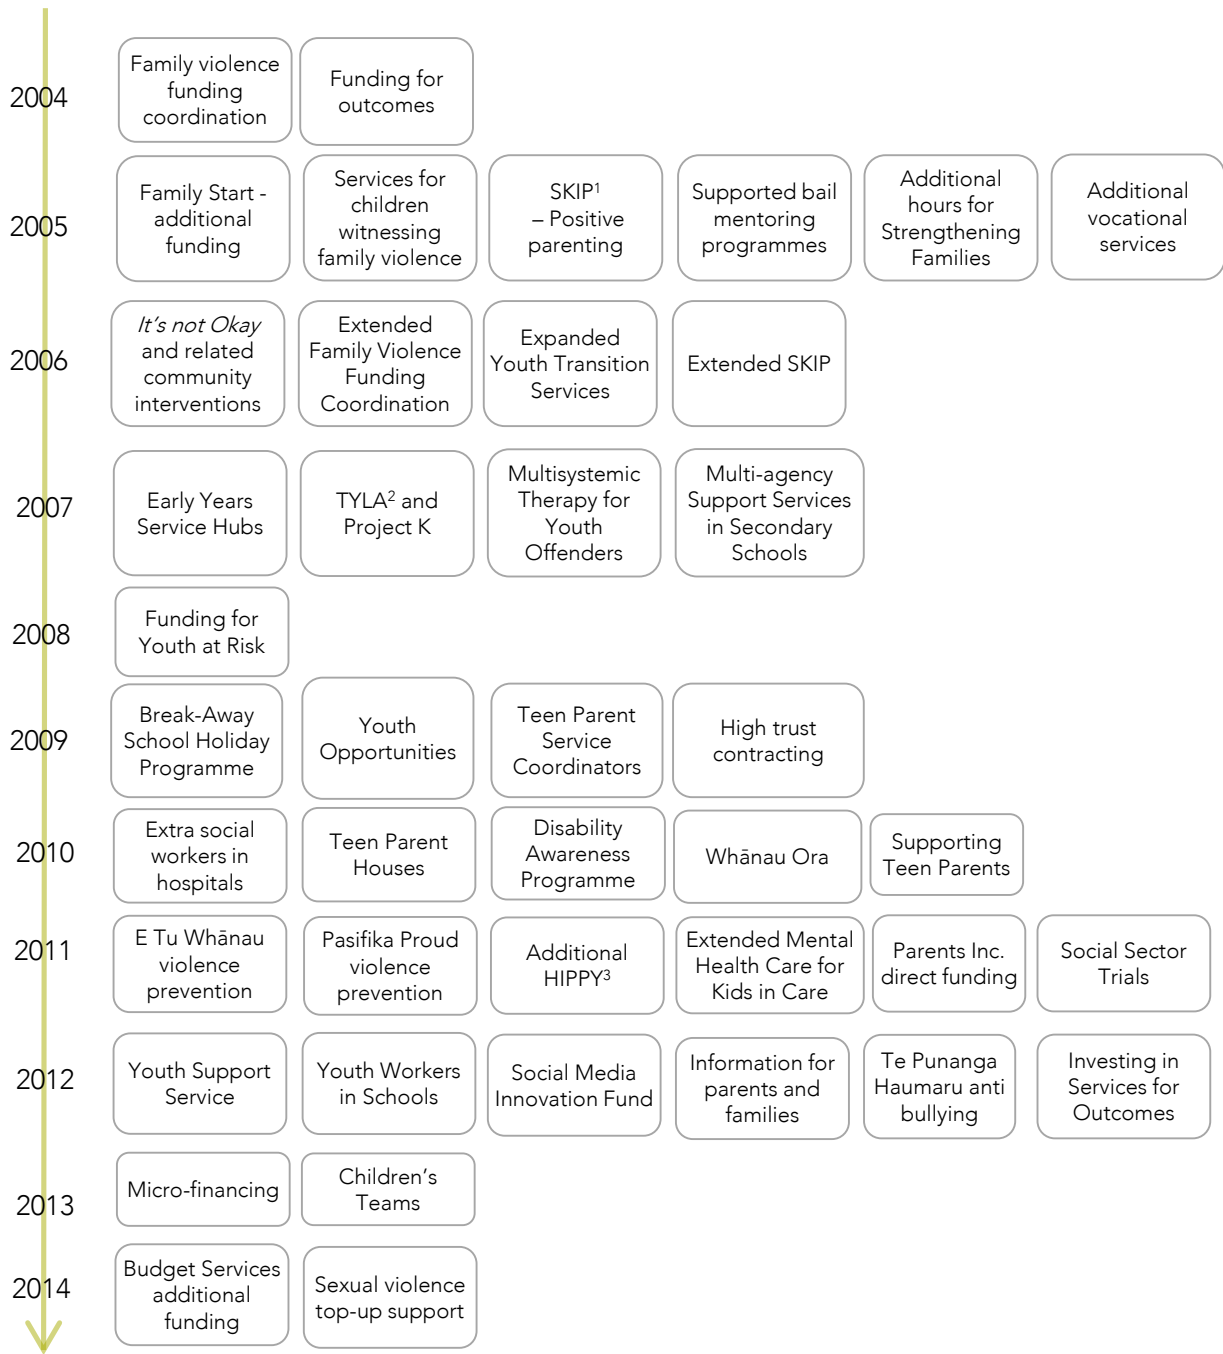 2004
Family violence
funding
coordination
Funding for
outcomes
2005
Family Start -
additional
funding
Services for
children
witnessing
family violence
SKIP¹
– Positive
parenting
Supported bail
mentoring
programmes
Additional
hours for
Strengthening
Families
Additional
vocational
services
2006
It's not Okay
and related
community
interventions
Extended
Family Violence
Funding
Coordination
Expanded
Youth Transition
Services
Extended SKIP
2007
Early Years
Service Hubs
TYLA² and
Project K
Multisystemic
Therapy for
Youth
Offenders
Multi-agency
Support Services
in Secondary
Schools
2008
Funding for
Youth at Risk
2009
Break-Away
School Holiday
Programme
Youth
Opportunities
Teen Parent
Service
Coordinators
High trust
contracting
2010
Extra social
workers in
hospitals
Teen Parent
Houses
Disability
Awareness
Programme
Whānau Ora
Supporting
Teen Parents
2011
E Tu Whānau
violence
prevention
Pasifika Proud
violence
prevention
Additional
HIPPY³
Extended Mental
Health Care for
Kids in Care
Parents Inc.
direct funding
Social Sector
Trials
2012
Youth Support
Service
Youth Workers
in Schools
Social Media
Innovation Fund
Information for
parents and
families
Te Punanga
Haumaru anti
bullying
Investing in
Services for
Outcomes
2013
Micro-financing
Children's
Teams
2014
Budget Services
additional
funding
Sexual violence
top-up support